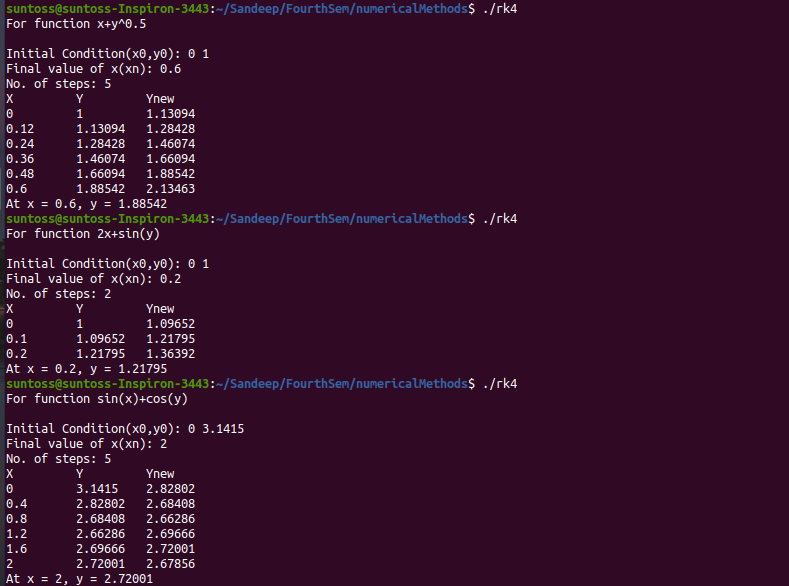 suntoss@suntoss-Inspiron-3443:~/Sandeep/FourthSem/numericalMethods$ ./rk4
For function x+y^0.5
Initial Condition(x0,y0): 0 1
Final value of x(xn): 0.6
No. of steps: 5
X Y Ynew
0 1 1.13094
0.12 1.13094 1.28428
0.24 1.28428 1.46074
0.36 1.46074 1.66094
0.48 1.66094 1.88542
0.6 1.88542 2.13463
At x = 0.6, y = 1.88542
suntoss@suntoss-Inspiron-3443:~/Sandeep/FourthSem/numericalMethods$ ./rk4
For function 2x+sin(y)
Initial Condition(x0,y0): 0 1
Final value of x(xn): 0.2
No. of steps: 2
X Y Ynew
0 1 1.09652
0.1 1.09652 1.21795
0.2 1.21795 1.36392
At x = 0.2, y = 1.21795
suntoss@suntoss-Inspiron-3443:~/Sandeep/FourthSem/numericalMethods$ ./rk4
For function sin(x)+cos(y)
Initial Condition(x0,y0): 0 3.1415
Final value of x(xn): 2
No. of steps: 5
X Y Ynew
0 3.1415 2.82802
0.4 2.82802 2.68408
0.8 2.68408 2.66286
1.2 2.66286 2.69666
1.6 2.69666 2.72001
2 2.72001 2.67856
At x = 2, y = 2.72001